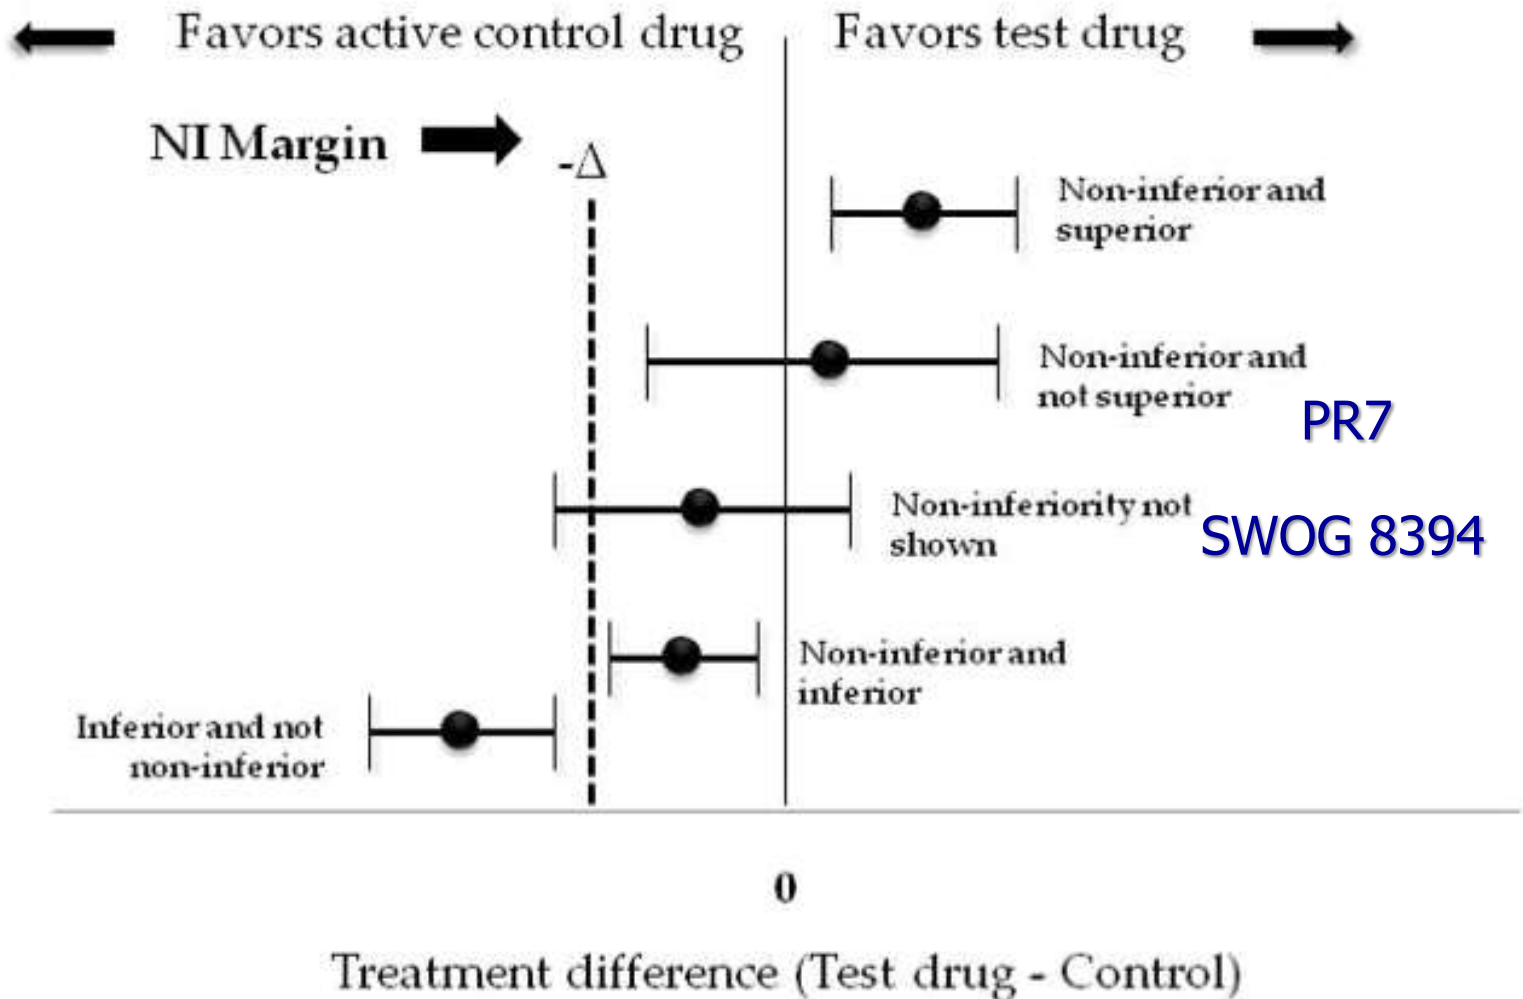 Favors active control drug
Favors test drug
NI Margin
-Δ
Non-inferior and
superior
Non-inferior and
not superior
PR7
Non-inferiority not
shown
SWOG 8394
Non-inferior and
inferior
Inferior and not
non-inferior
0
Treatment difference (Test drug - Control)